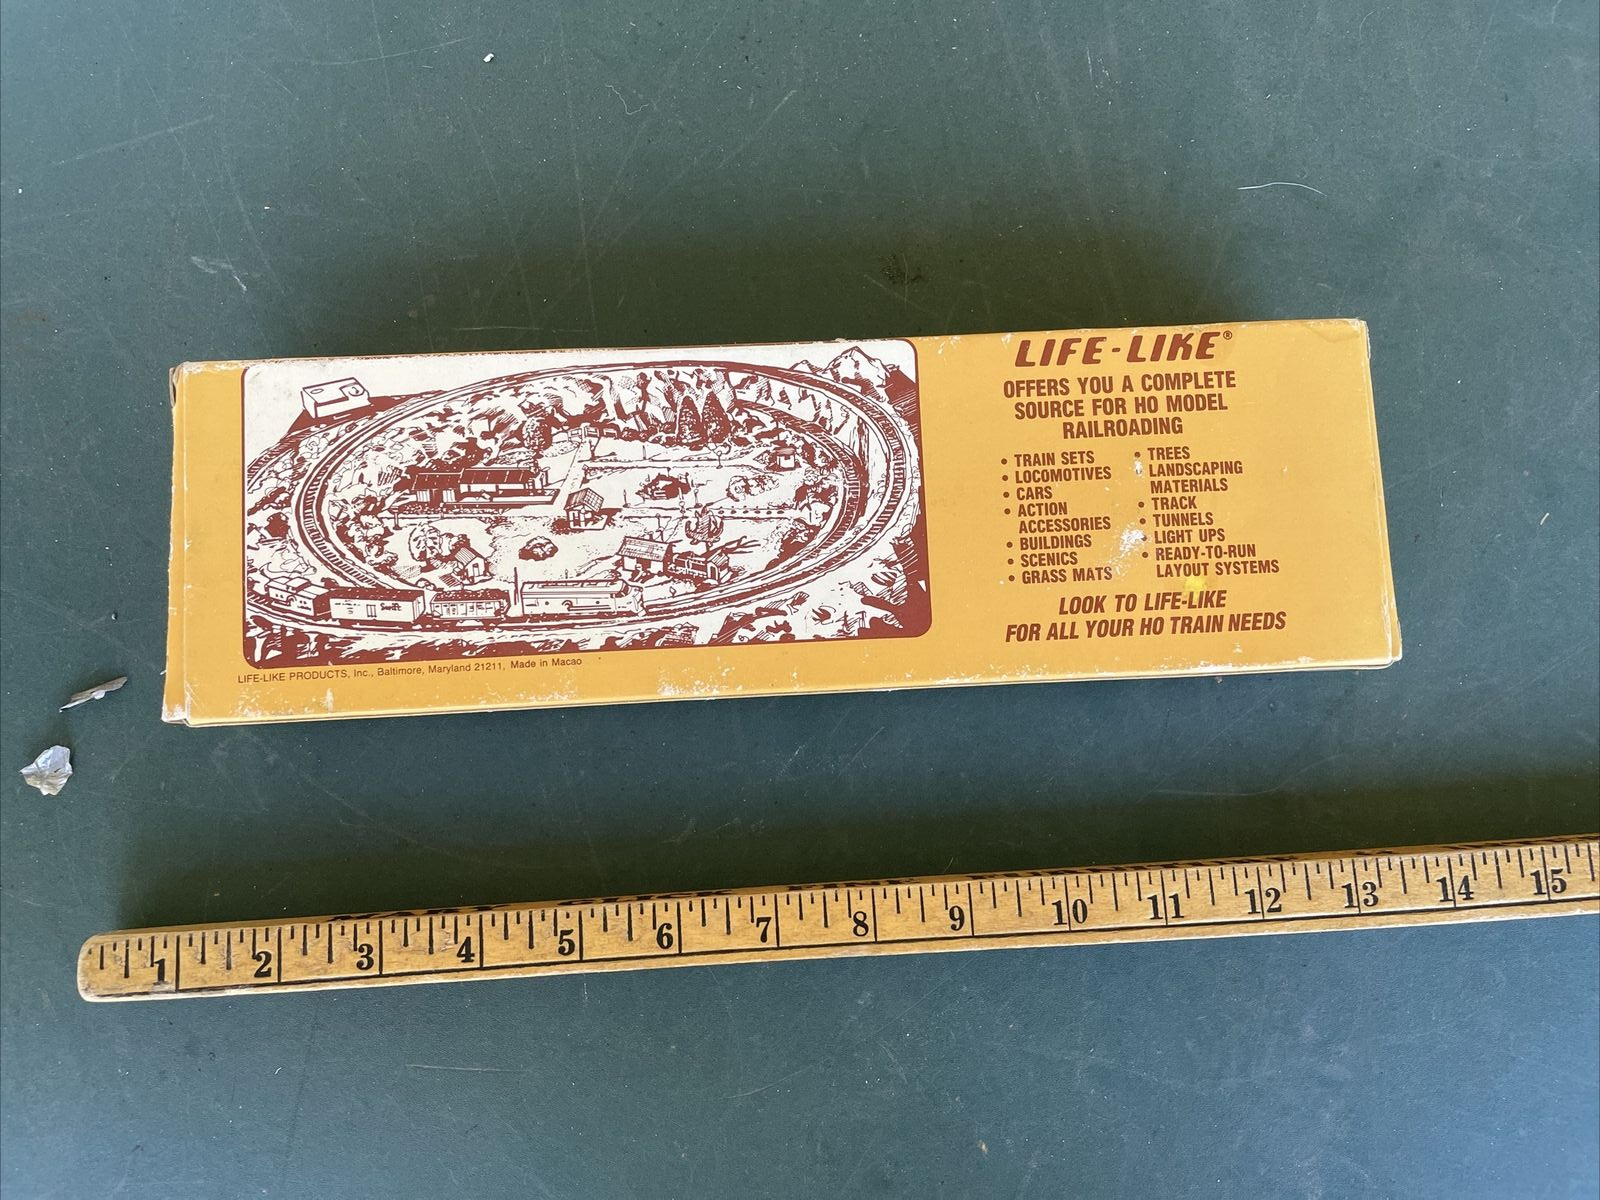 LIFE-LIKE®
OFFERS YOU A COMPLETE
SOURCE FOR HO MODEL
RAILROADING
• TRAIN SETS
• LOCOMOTIVES
• CARS
• ACTION
ACCESSORIES
• BUILDINGS
• SCENICS
• GRASS MATS
• TREES
• LANDSCAPING
MATERIALS
• TRACK
• TUNNELS
• LIGHT UPS
• READY-TO-RUN
LAYOUT SYSTEMS
LOOK TO LIFE-LIKE
FOR ALL YOUR HO TRAIN NEEDS
Swift
LIFE-LIKE PRODUCTS, Inc., Baltimore, Maryland 21211, Made in Macao
1 2 3 4 5 6 7 8 9 10 11 12 13 14 15